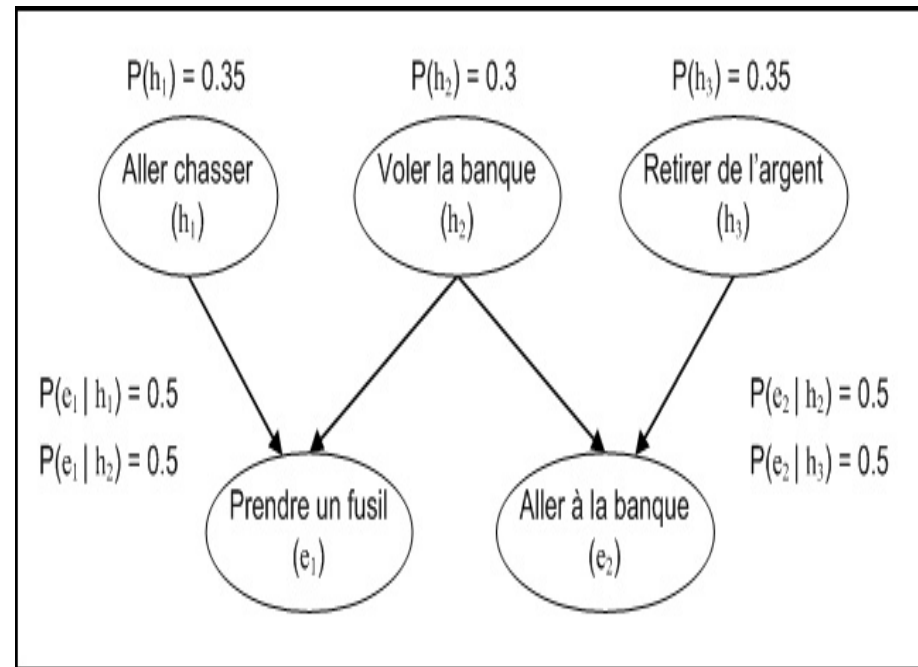 P(h₁) = 0.35
P(h₂) = 0.3
P(h₃) = 0.35
Aller chasser
(h₁)
Voler la banque
(h₂)
Retirer de l'argent
(h₃)
P(e₁ | h₁) = 0.5
P(e₁ | h₂) = 0.5
P(e₂ | h₂) = 0.5
P(e₂ | h₃) = 0.5
Prendre un fusil
(e₁)
Aller à la banque
(e₂)